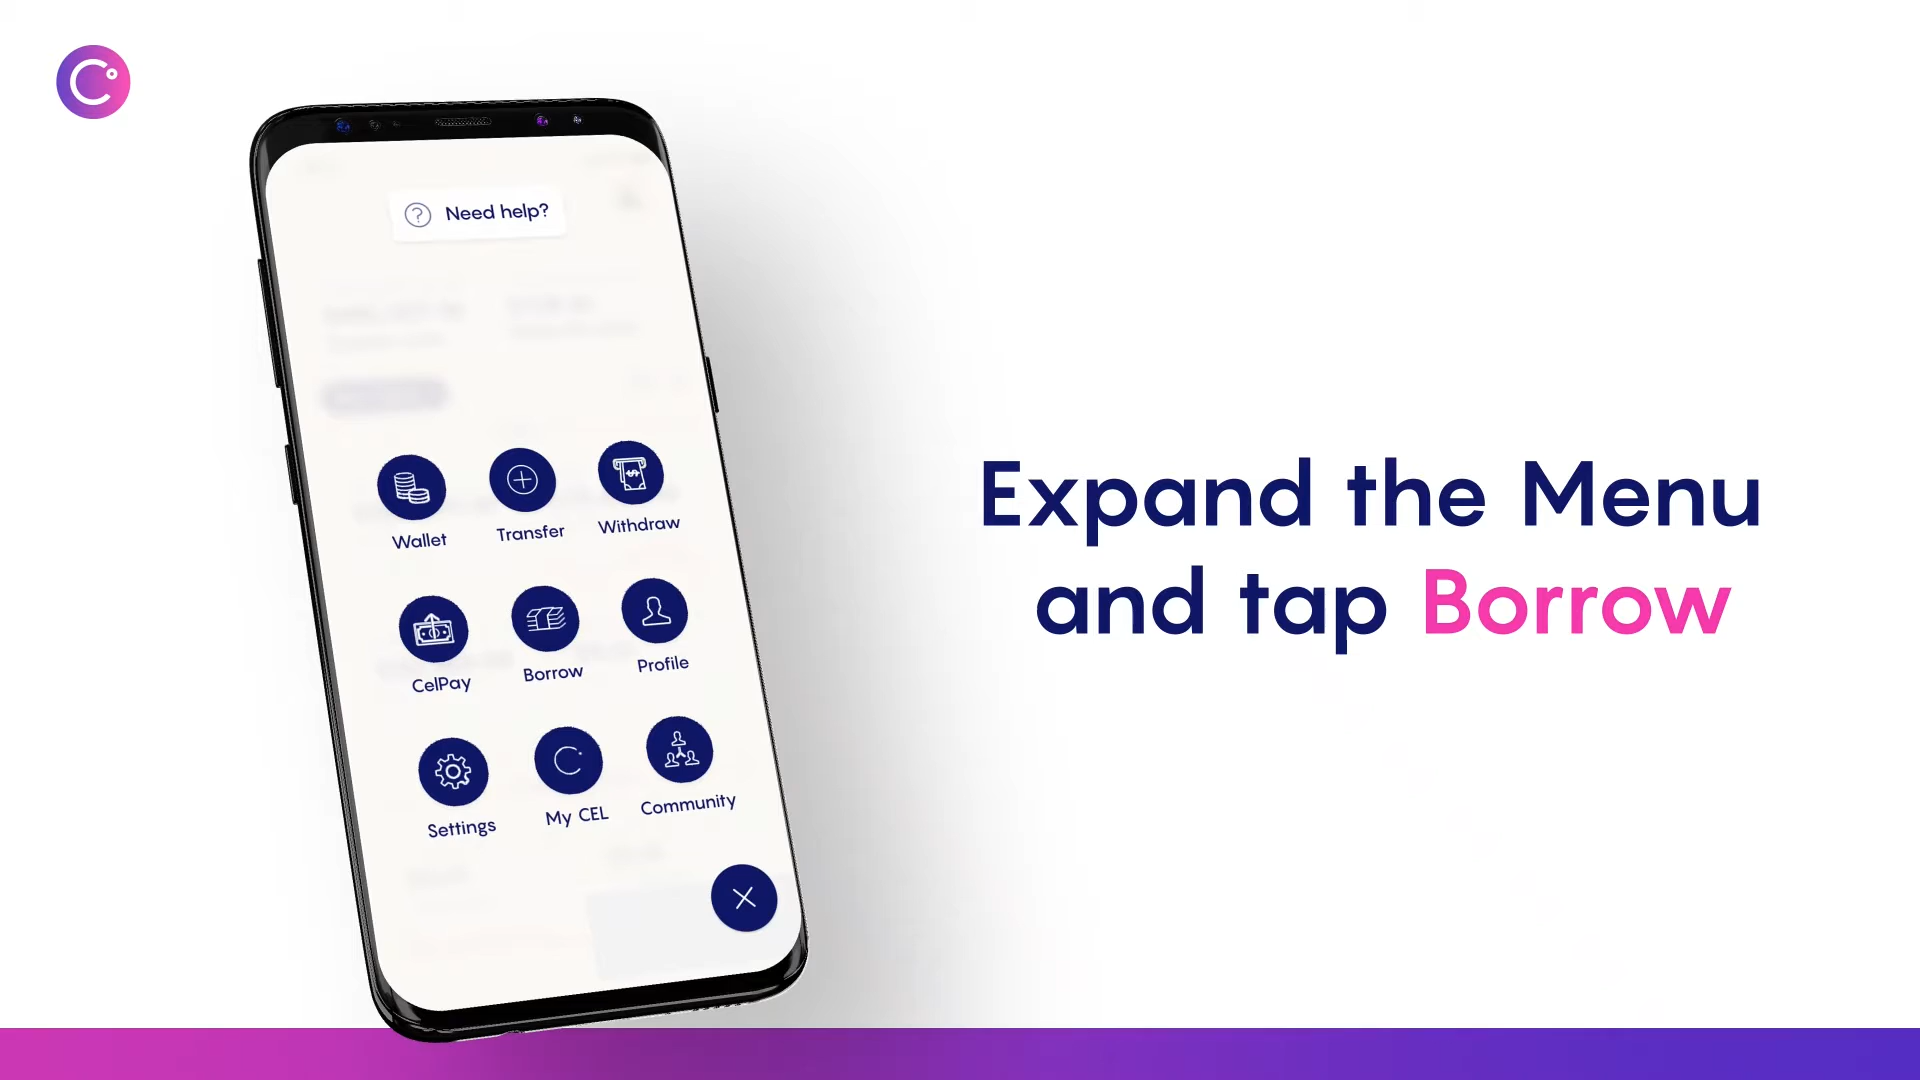 Need help?
Wallet
Transfer
Withdraw
CelPay
Borrow
Profile
Settings
My CEL
Community
Expand the Menu
and tap Borrow